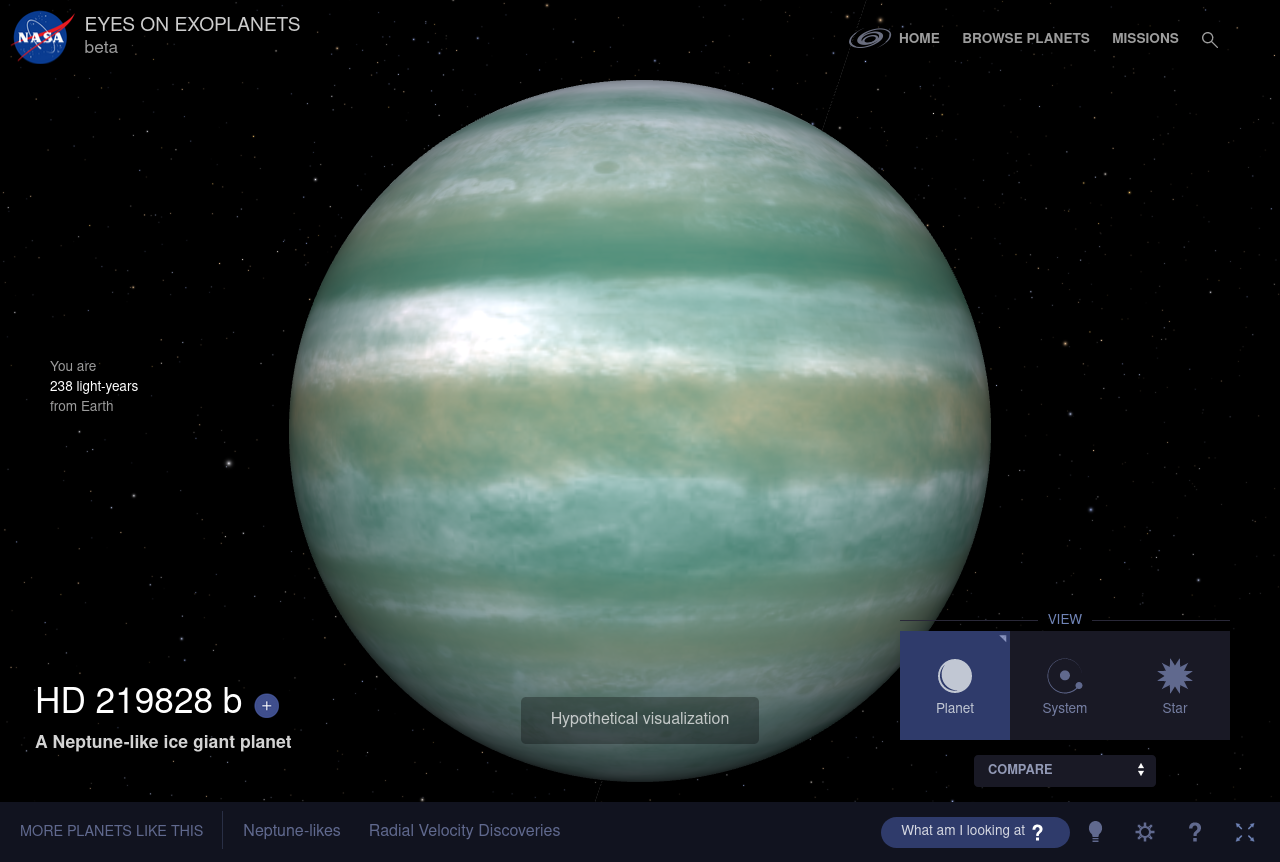 NASA
EYES ON EXOPLANETS
beta
HOME
BROWSE PLANETS
MISSIONS
You are
238 light-years
from Earth
HD 219828 b +
A Neptune-like ice giant planet
Hypothetical visualization
VIEW
Planet
System
Star
COMPARE
MORE PLANETS LIKE THIS
Neptune-likes
Radial Velocity Discoveries
What am I looking at ?
?